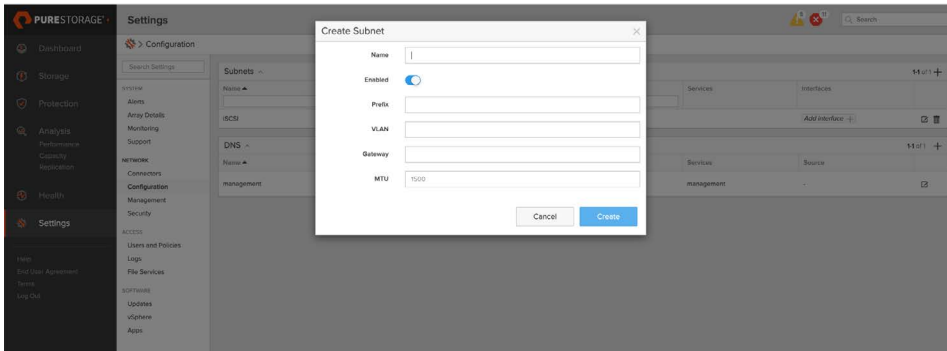 PURESTORAGE®
Settings
Search
Dashboard
Storage
Protection
Analysis
Performance
Capacity
Replication
Health
Settings
Help
End User Agreement
Terms
Log Out
> Configuration
Search Settings
SYSTEM
Alerts
Array Details
Monitoring
Support
NETWORK
Connectors
Configuration
Management
Security
ACCESS
Users and Policies
Logs
File Services
SOFTWARE
Updates
vSphere
Apps
Subnets
1-1 of 1 +
Name
Services
Interfaces
iSCSI
Add interface +
DNS
1-1 of 1 +
Name
Services
Source
management
management
-
Create Subnet
Name
Enabled
Prefix
VLAN
Gateway
MTU
1500
Cancel
Create